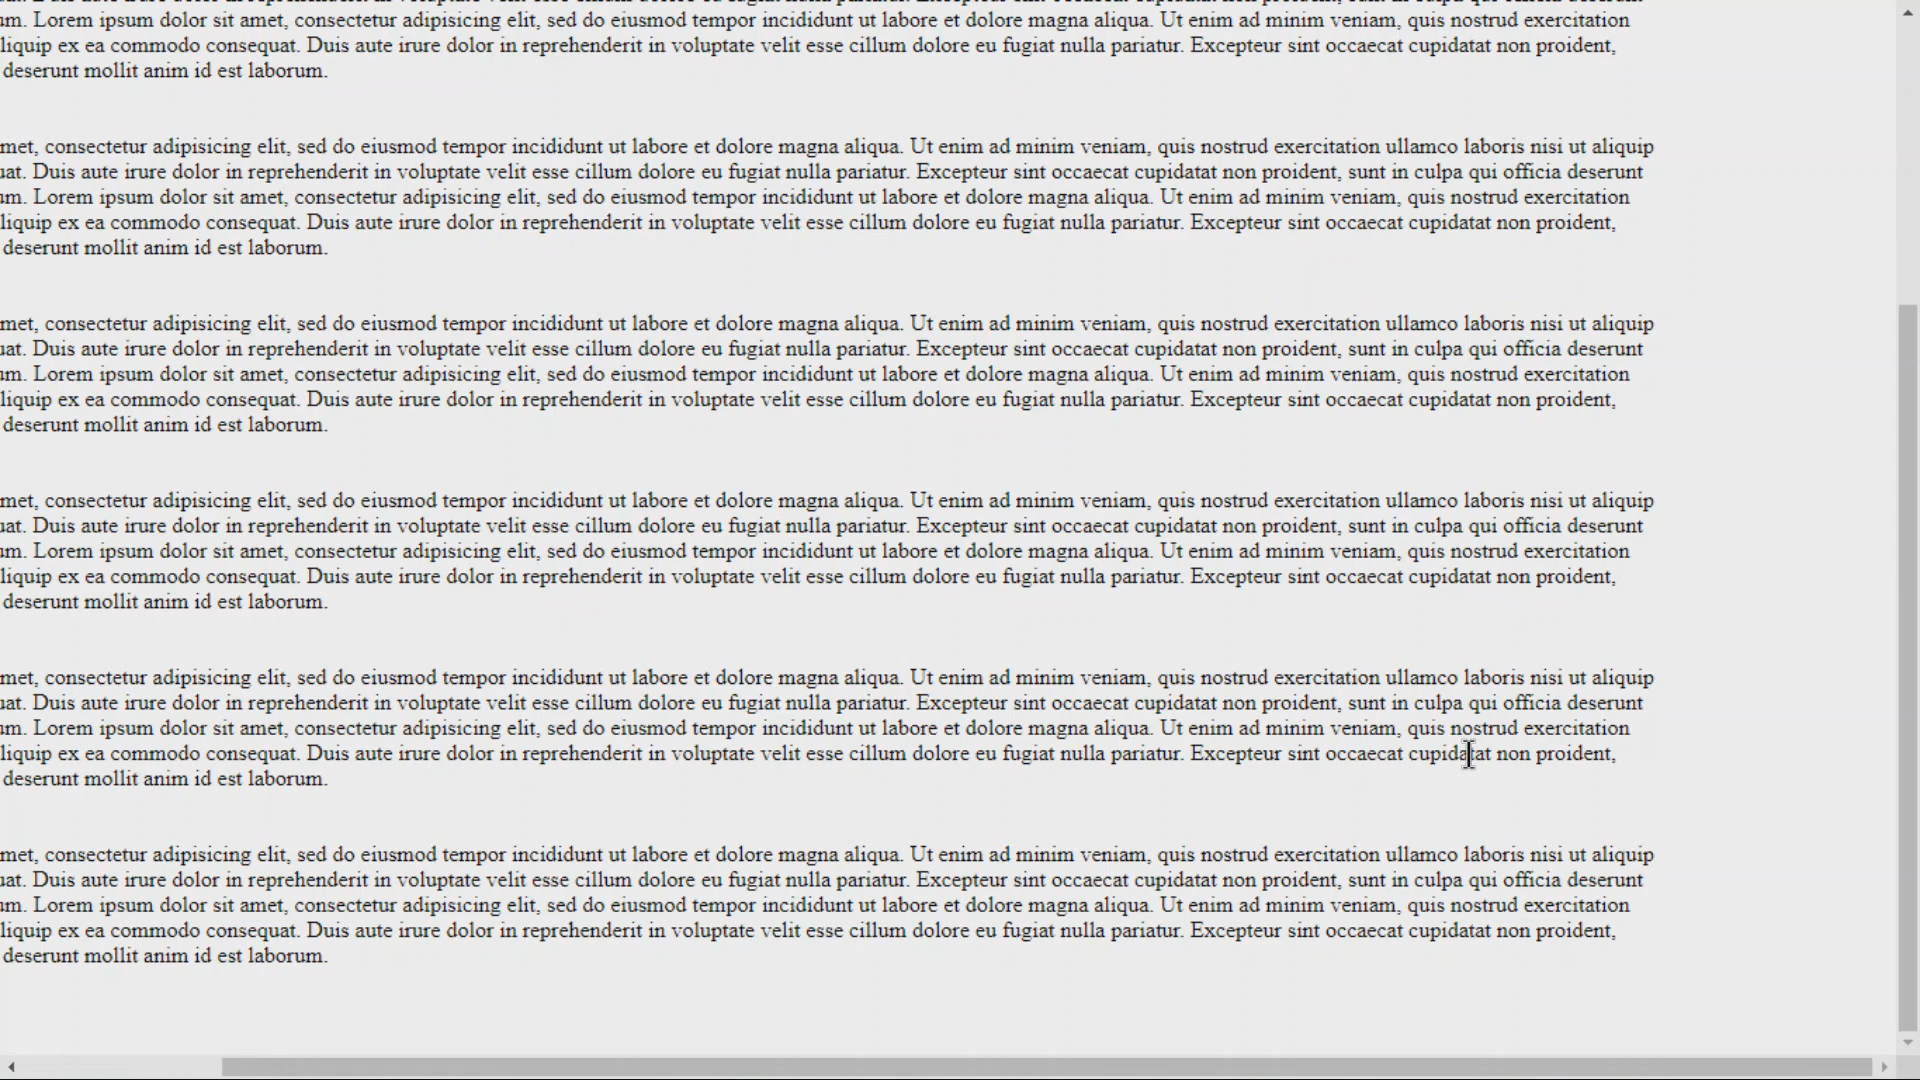 um. Lorem ipsum dolor sit amet, consectetur adipisicing elit, sed do eiusmod tempor incididunt ut labore et dolore magna aliqua. Ut enim ad minim veniam, quis nostrud exercitation
liquip ex ea commodo consequat. Duis aute irure dolor in reprehenderit in voluptate velit esse cillum dolore eu fugiat nulla pariatur. Excepteur sint occaecat cupidatat non proident,
deserunt mollit anim id est laborum.
met, consectetur adipisicing elit, sed do eiusmod tempor incididunt ut labore et dolore magna aliqua. Ut enim ad minim veniam, quis nostrud exercitation ullamco laboris nisi ut aliquip
uat. Duis aute irure dolor in reprehenderit in voluptate velit esse cillum dolore eu fugiat nulla pariatur. Excepteur sint occaecat cupidatat non proident, sunt in culpa qui officia deserunt
um. Lorem ipsum dolor sit amet, consectetur adipisicing elit, sed do eiusmod tempor incididunt ut labore et dolore magna aliqua. Ut enim ad minim veniam, quis nostrud exercitation
liquip ex ea commodo consequat. Duis aute irure dolor in reprehenderit in voluptate velit esse cillum dolore eu fugiat nulla pariatur. Excepteur sint occaecat cupidatat non proident,
deserunt mollit anim id est laborum.
met, consectetur adipisicing elit, sed do eiusmod tempor incididunt ut labore et dolore magna aliqua. Ut enim ad minim veniam, quis nostrud exercitation ullamco laboris nisi ut aliquip
uat. Duis aute irure dolor in reprehenderit in voluptate velit esse cillum dolore eu fugiat nulla pariatur. Excepteur sint occaecat cupidatat non proident, sunt in culpa qui officia deserunt
um. Lorem ipsum dolor sit amet, consectetur adipisicing elit, sed do eiusmod tempor incididunt ut labore et dolore magna aliqua. Ut enim ad minim veniam, quis nostrud exercitation
liquip ex ea commodo consequat. Duis aute irure dolor in reprehenderit in voluptate velit esse cillum dolore eu fugiat nulla pariatur. Excepteur sint occaecat cupidatat non proident,
deserunt mollit anim id est laborum.
met, consectetur adipisicing elit, sed do eiusmod tempor incididunt ut labore et dolore magna aliqua. Ut enim ad minim veniam, quis nostrud exercitation ullamco laboris nisi ut aliquip
uat. Duis aute irure dolor in reprehenderit in voluptate velit esse cillum dolore eu fugiat nulla pariatur. Excepteur sint occaecat cupidatat non proident, sunt in culpa qui officia deserunt
um. Lorem ipsum dolor sit amet, consectetur adipisicing elit, sed do eiusmod tempor incididunt ut labore et dolore magna aliqua. Ut enim ad minim veniam, quis nostrud exercitation
liquip ex ea commodo consequat. Duis aute irure dolor in reprehenderit in voluptate velit esse cillum dolore eu fugiat nulla pariatur. Excepteur sint occaecat cupidatat non proident,
deserunt mollit anim id est laborum.
met, consectetur adipisicing elit, sed do eiusmod tempor incididunt ut labore et dolore magna aliqua. Ut enim ad minim veniam, quis nostrud exercitation ullamco laboris nisi ut aliquip
uat. Duis aute irure dolor in reprehenderit in voluptate velit esse cillum dolore eu fugiat nulla pariatur. Excepteur sint occaecat cupidatat non proident, sunt in culpa qui officia deserunt
um. Lorem ipsum dolor sit amet, consectetur adipisicing elit, sed do eiusmod tempor incididunt ut labore et dolore magna aliqua. Ut enim ad minim veniam, quis nostrud exercitation
liquip ex ea commodo consequat. Duis aute irure dolor in reprehenderit in voluptate velit esse cillum dolore eu fugiat nulla pariatur. Excepteur sint occaecat cupidatat non proident,
deserunt mollit anim id est laborum.
met, consectetur adipisicing elit, sed do eiusmod tempor incididunt ut labore et dolore magna aliqua. Ut enim ad minim veniam, quis nostrud exercitation ullamco laboris nisi ut aliquip
uat. Duis aute irure dolor in reprehenderit in voluptate velit esse cillum dolore eu fugiat nulla pariatur. Excepteur sint occaecat cupidatat non proident, sunt in culpa qui officia deserunt
um. Lorem ipsum dolor sit amet, consectetur adipisicing elit, sed do eiusmod tempor incididunt ut labore et dolore magna aliqua. Ut enim ad minim veniam, quis nostrud exercitation
liquip ex ea commodo consequat. Duis aute irure dolor in reprehenderit in voluptate velit esse cillum dolore eu fugiat nulla pariatur. Excepteur sint occaecat cupidatat non proident,
deserunt mollit anim id est laborum.